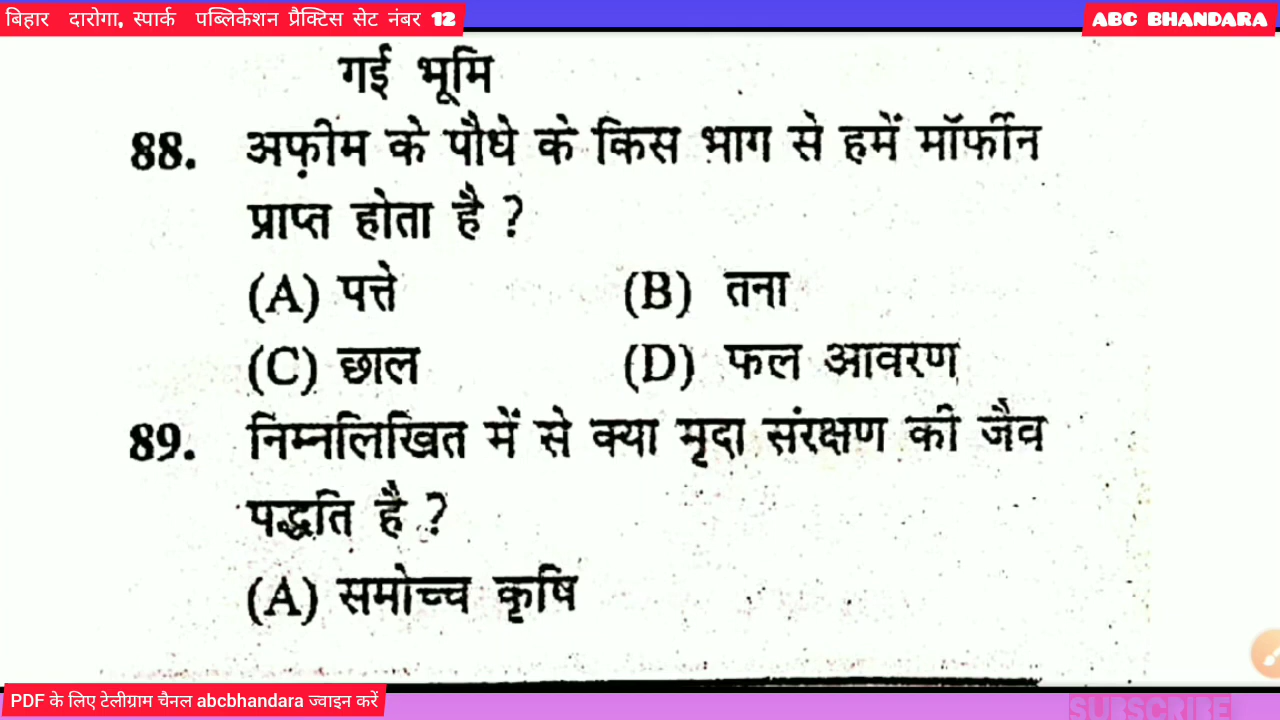 बिहार दारोगा, स्पार्क पब्लिकेशन प्रैक्टिस सेट नंबर 12
ABC BHANDARA
गई भूमि
88. अफ़ीम के पौधे के किस भाग से हमें मॉर्फीन
प्राप्त होता है ?
(A) पत्ते (B) तना
(C) छाल (D) फल आवरण
89. निम्नलिखित में से क्या मृदा संरक्षण की जैव
पद्धति है ?
(A) समोच्च कृषि
PDF के लिए टेलीग्राम चैनल abcbhandara ज्वाइन करें
SUBSCRIBE